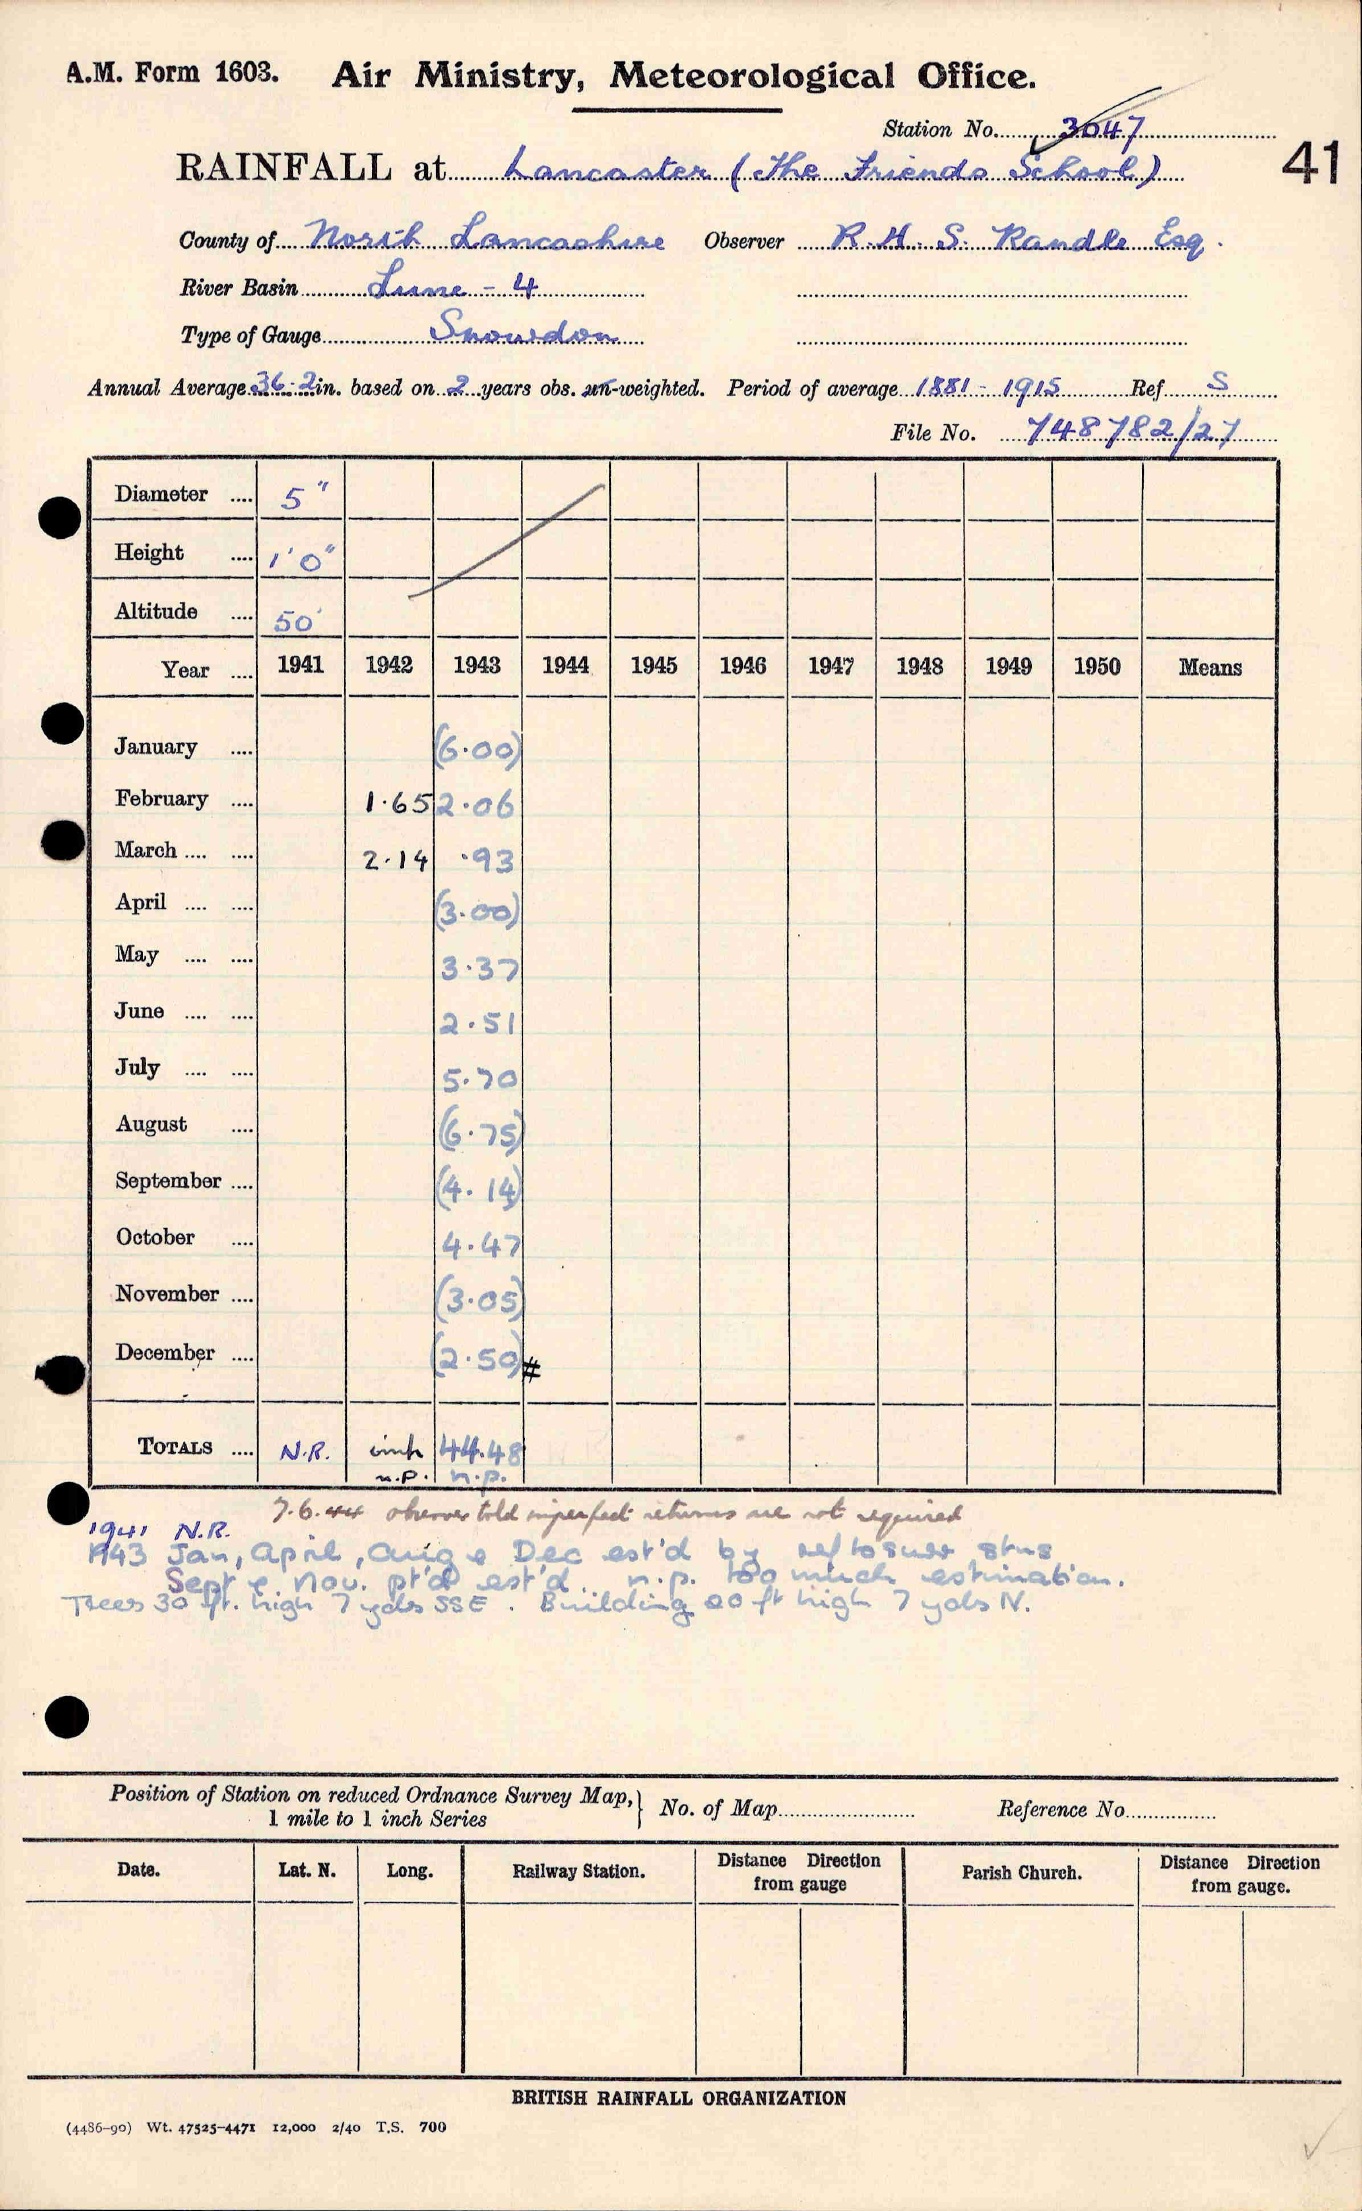 A.M. Form 1603. Air Ministry, Meteorological Office.
Station No. 3047
41
RAINFALL at Lancaster (The Friends School)
County of North Lancashire Observer R. H. S. Randle Esq.
River Basin Lune - 4
Type of Gauge Snowdon
Annual Average 36.2 in. based on 2 years obs. un-weighted. Period of average 1881 - 1915 Ref S
File No. 748782/27
Diameter .... 5"
Height .... 1'0"
Altitude .... 50'
Year .... 1941 1942 1943 1944 1945 1946 1947 1948 1949 1950 Means
January .... (6.00)
February .... 1.65 2.06
March .... .... 2.14 .93
April .... .... (3.00)
May .... .... 3.37
June .... .... 2.51
July .... .... 5.70
August .... (6.75)
September .... (4.14)
October .... 4.47
November .... (3.05)
December .... (2.50) #
TOTALS .... N.R. 44.48
n.p. n.p.
7.6.44 observer told imperfect returns are not required
1941 N.R.
1943 Jan, April, Aug & Dec est'd by ref to surr stns
Sept & Nov. pt'd est'd. n.p. too much estimation.
Trees 30 ft. high 7 yds SSE. Building 20 ft high 7 yds N.
Position of Station on reduced Ordnance Survey Map, } No. of Map Reference No.
1 mile to 1 inch Series
Date. Lat. N. Long. Railway Station. Distance Direction from gauge Parish Church. Distance Direction from gauge.
BRITISH RAINFALL ORGANIZATION
(4486-90) Wt. 47525-4471 12,000 2/40 T.S. 700